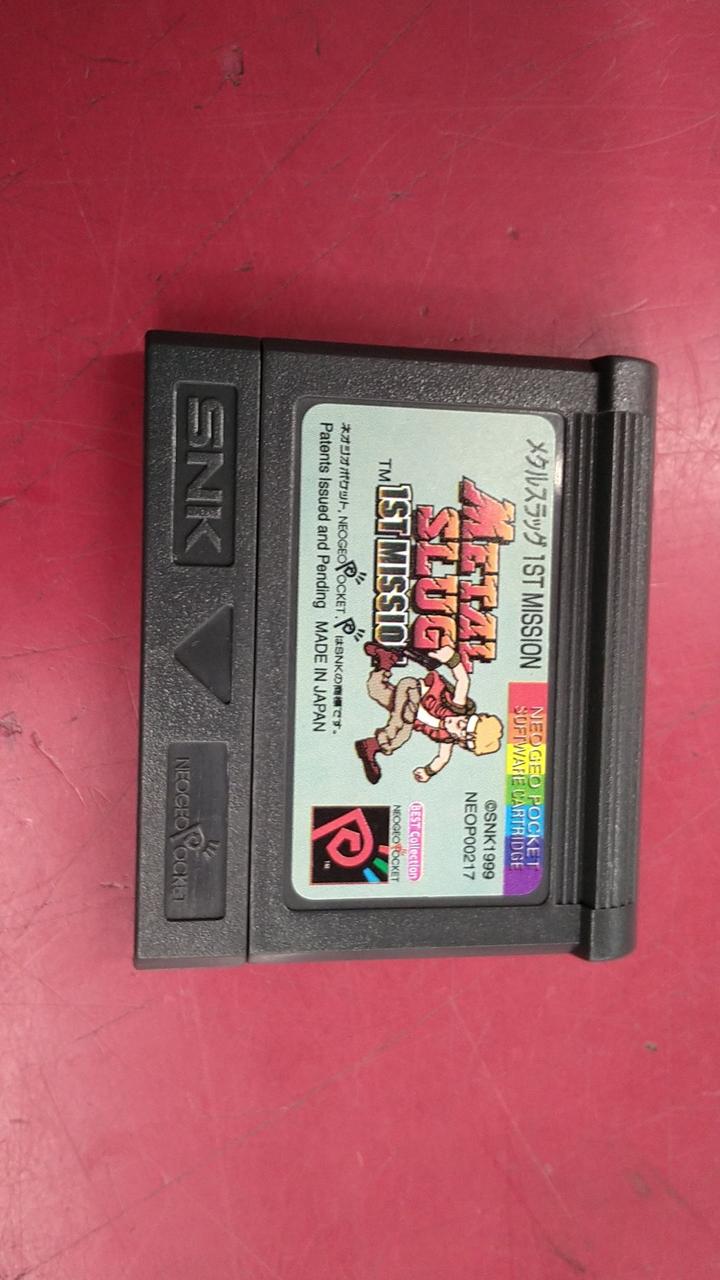 メタルスラッグ 1ST MISSION
NEOGEO POCKET
SOFTWARE CARTRIDGE
©SNK1999
NEOP00217
METAL
SLUG
1ST MISSION
TM
BEST Collection
NEOGEO POCKET
TM
ネオジオポケット, NEOGEO POCKET, P はSNKの商標です。
Patents Issued and Pending MADE IN JAPAN
SNK
NEOGEO POCKET